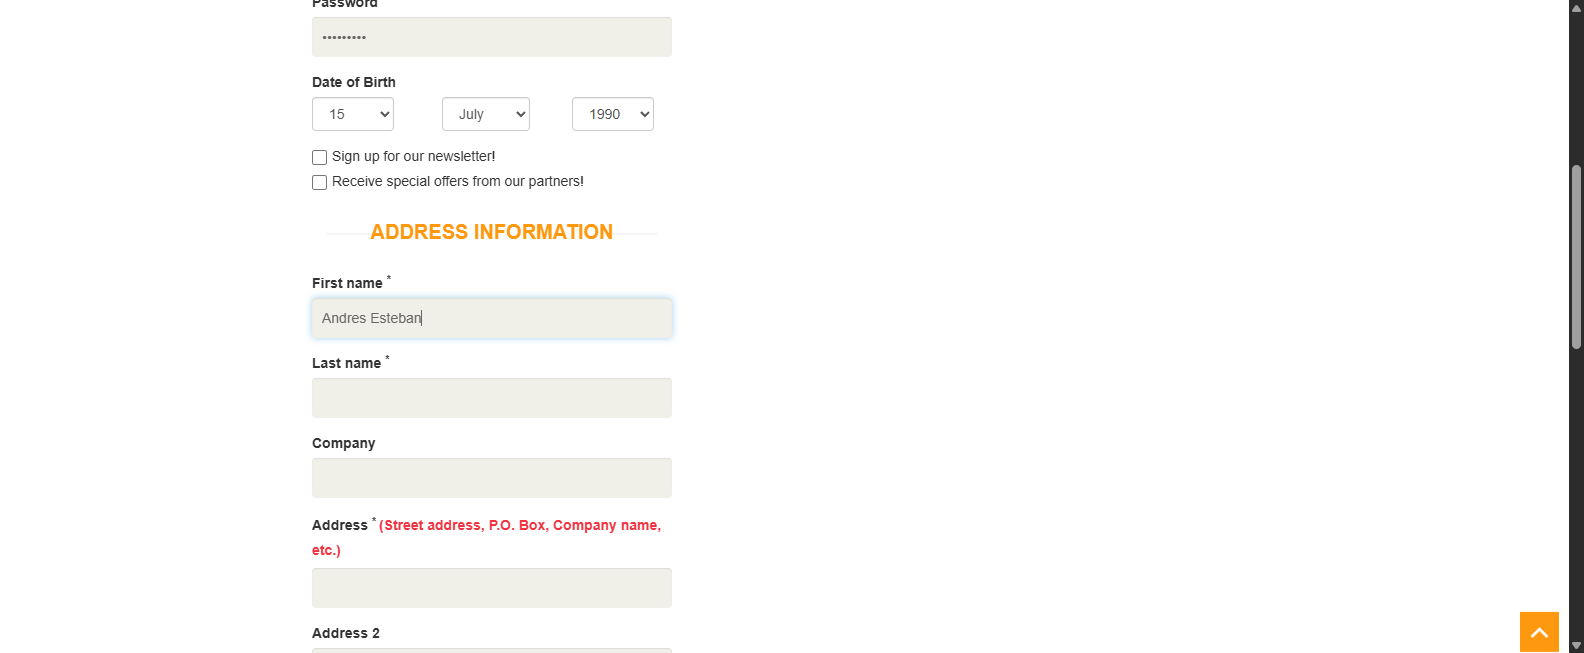 Password
•••••••••
Date of Birth
15 July 1990
Sign up for our newsletter!
Receive special offers from our partners!
ADDRESS INFORMATION
First name *
Andres Esteban
Last name *
Company
Address * (Street address, P.O. Box, Company name,
etc.)
Address 2